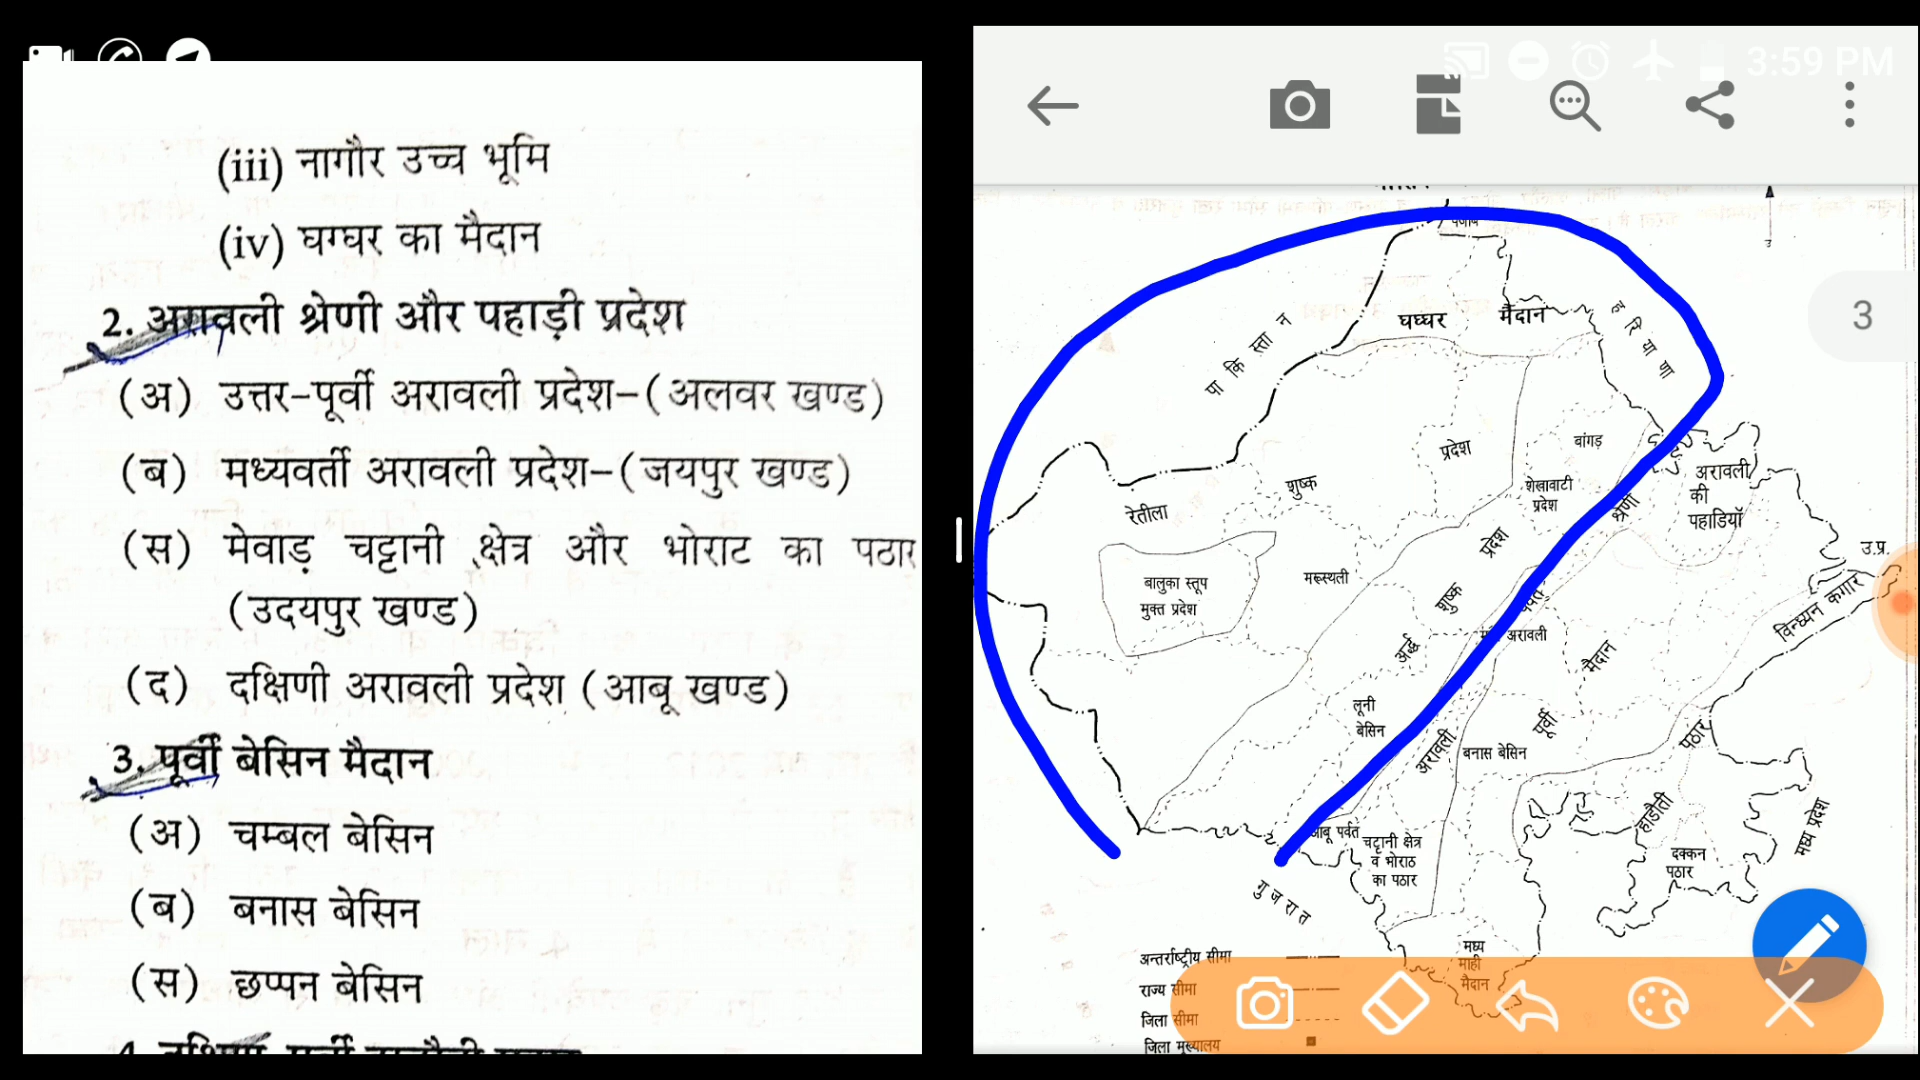 (iii) नागौर उच्च भूमि
(iv) घग्घर का मैदान
2. अरावली श्रेणी और पहाड़ी प्रदेश
(अ) उत्तर-पूर्वी अरावली प्रदेश-(अलवर खण्ड)
(ब) मध्यवर्ती अरावली प्रदेश-(जयपुर खण्ड)
(स) मेवाड़ चट्टानी क्षेत्र और भोराट का पठार
(उदयपुर खण्ड)
(द) दक्षिणी अरावली प्रदेश (आबू खण्ड)
3. पूर्वी बेसिन मैदान
(अ) चम्बल बेसिन
(ब) बनास बेसिन
(स) छप्पन बेसिन
3:59 PM
3
पंजाब
घघ्घर मैदान
हरियाणा
पाकिस्तान
प्रदेश
बांगड़
शुष्क
शेखावाटी
प्रदेश
श्रेणी
अरावली
की
पहाडियाँ
रेतीला
प्रदेश
उ.प्र.
बालुका स्तूप
मुक्त प्रदेश
मरूस्थली
शुष्क
विन्ध्यन कगार
अरावली
अर्द्ध
मैदान
लूनी
बेसिन
पूर्वी
अरावली
बनास बेसिन
पठार
हाडौती
मध्य प्रदेश
आबू पर्वत
चट्टानी क्षेत्र
व भोराठ
का पठार
दक्कन
पठार
गुजरात
मध्य
माही
मैदान
अन्तर्राष्ट्रीय सीमा
राज्य सीमा
जिला सीमा
जिला मुख्यालय